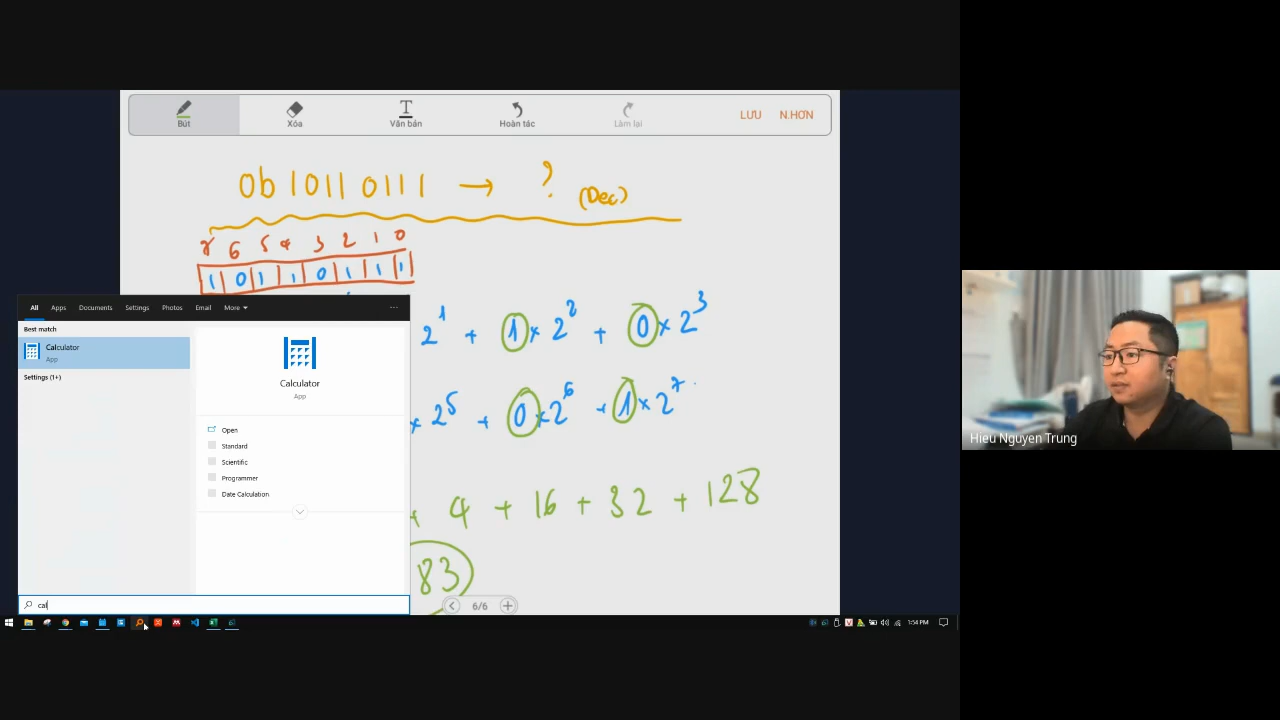 Bút Xóa Văn bản Hoàn tác Làm lại LƯU N.HƠN
0b 1011 0111 → ? (Dec)
7 6 5 4 3 2 1 0
1 0 1 1 0 1 1 1
2¹ + 1 × 2² + 0 × 2³
× 2⁵ + 0 × 2⁶ + 1 × 2⁷
+ 4 + 16 + 32 + 128
83
6/6
All Apps Documents Settings Photos Email More ...
Best match
Calculator
App
Settings (1+)
Calculator
App
Open
Standard
Scientific
Programmer
Date Calculation
cal
1:54 PM
Hieu Nguyen Trung